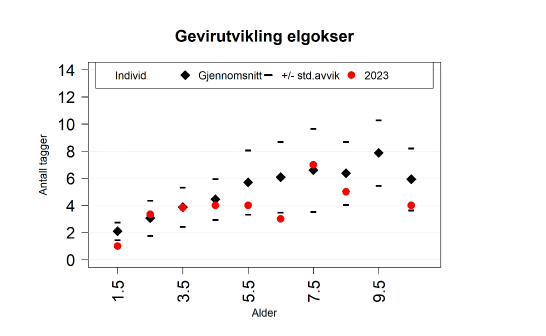 Gevirutvikling elgokser
Individ Gjennomsnitt +/- std.avvik 2023
Antall tagger
14
12
10
8
6
4
2
0
1.5 3.5 5.5 7.5 9.5
Alder